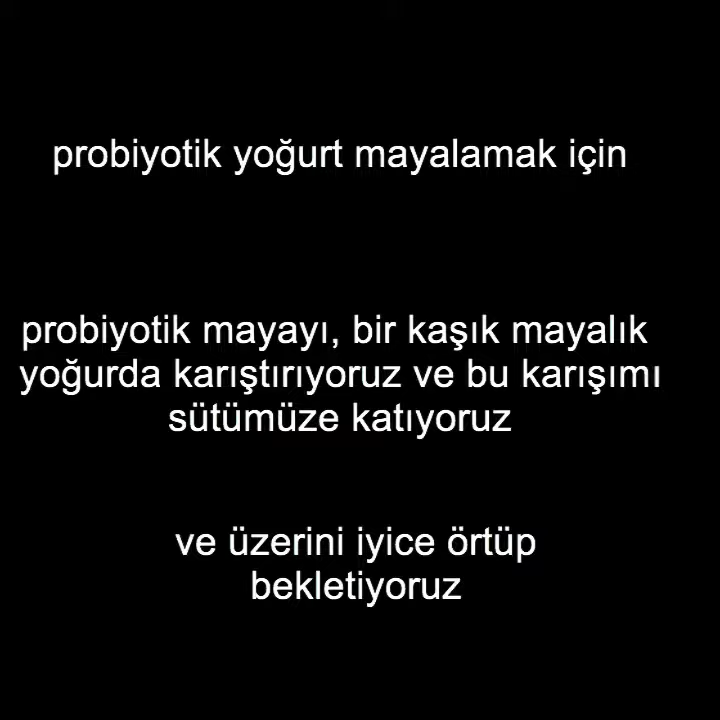 probiyotik yoğurt mayalamak için
probiyotik mayayı, bir kaşık mayalık
yoğurda karıştırıyoruz ve bu karışımı
sütümüze katıyoruz
ve üzerini iyice örtüp
bekletiyoruz